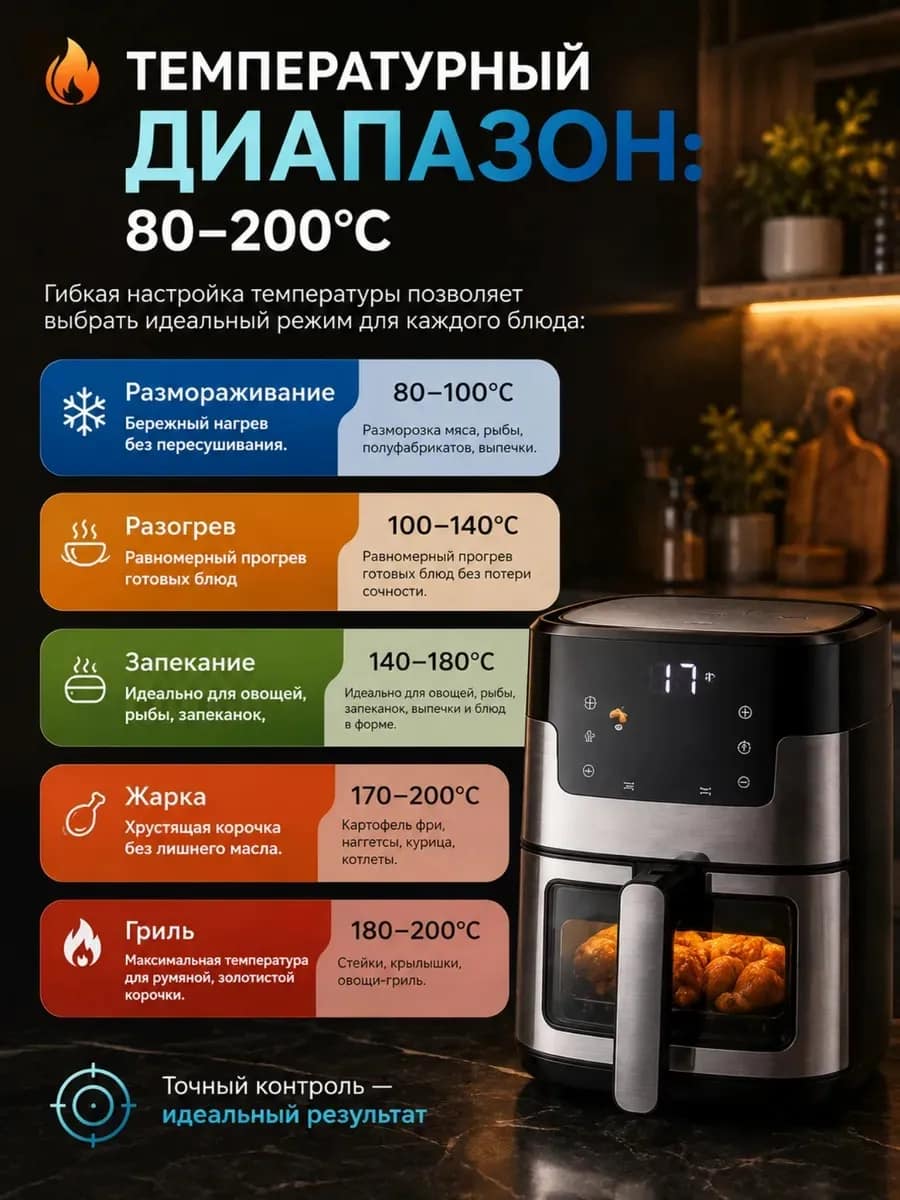 ТЕМПЕРАТУРНЫЙ
ДИАПАЗОН:
80–200°C
Гибкая настройка температуры позволяет
выбрать идеальный режим для каждого блюда:
Размораживание
Бережный нагрев
без пересушивания.
80–100°C
Разморозка мяса, рыбы,
полуфабрикатов, выпечки.
Разогрев
Равномерный прогрев
готовых блюд
100–140°C
Равномерный прогрев
готовых блюд без потери
сочности.
Запекание
Идеально для овощей,
рыбы, запеканок,
140–180°C
Идеально для овощей, рыбы,
запеканок, выпечки и блюд
в форме.
Жарка
Хрустящая корочка
без лишнего масла.
170–200°C
Картофель фри,
наггетсы, курица,
котлеты.
Гриль
Максимальная температура
для румяной, золотистой
корочки.
180–200°C
Стейки, крылышки,
овощи-гриль.
17
Точный контроль —
идеальный результат